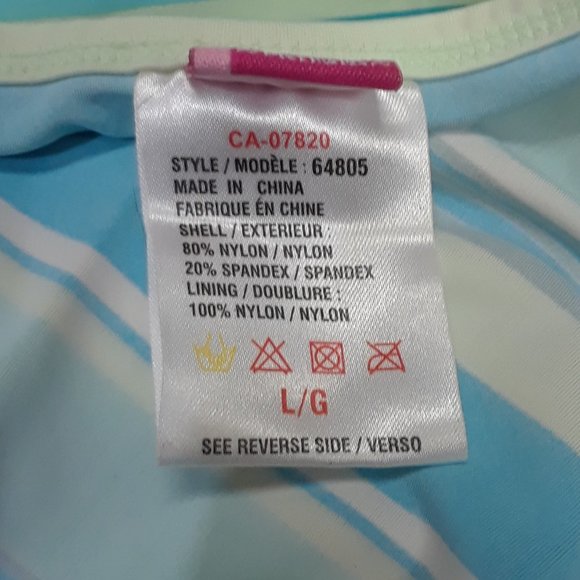 CA-07820
STYLE / MODÈLE : 64805
MADE IN CHINA
FABRIQUE ÉN CHINE
SHELL / EXTERIEUR :
80% NYLON / NYLON
20% SPANDEX / SPANDEX
LINING / DOUBLURE :
100% NYLON / NYLON
L/G
SEE REVERSE SIDE / VERSO